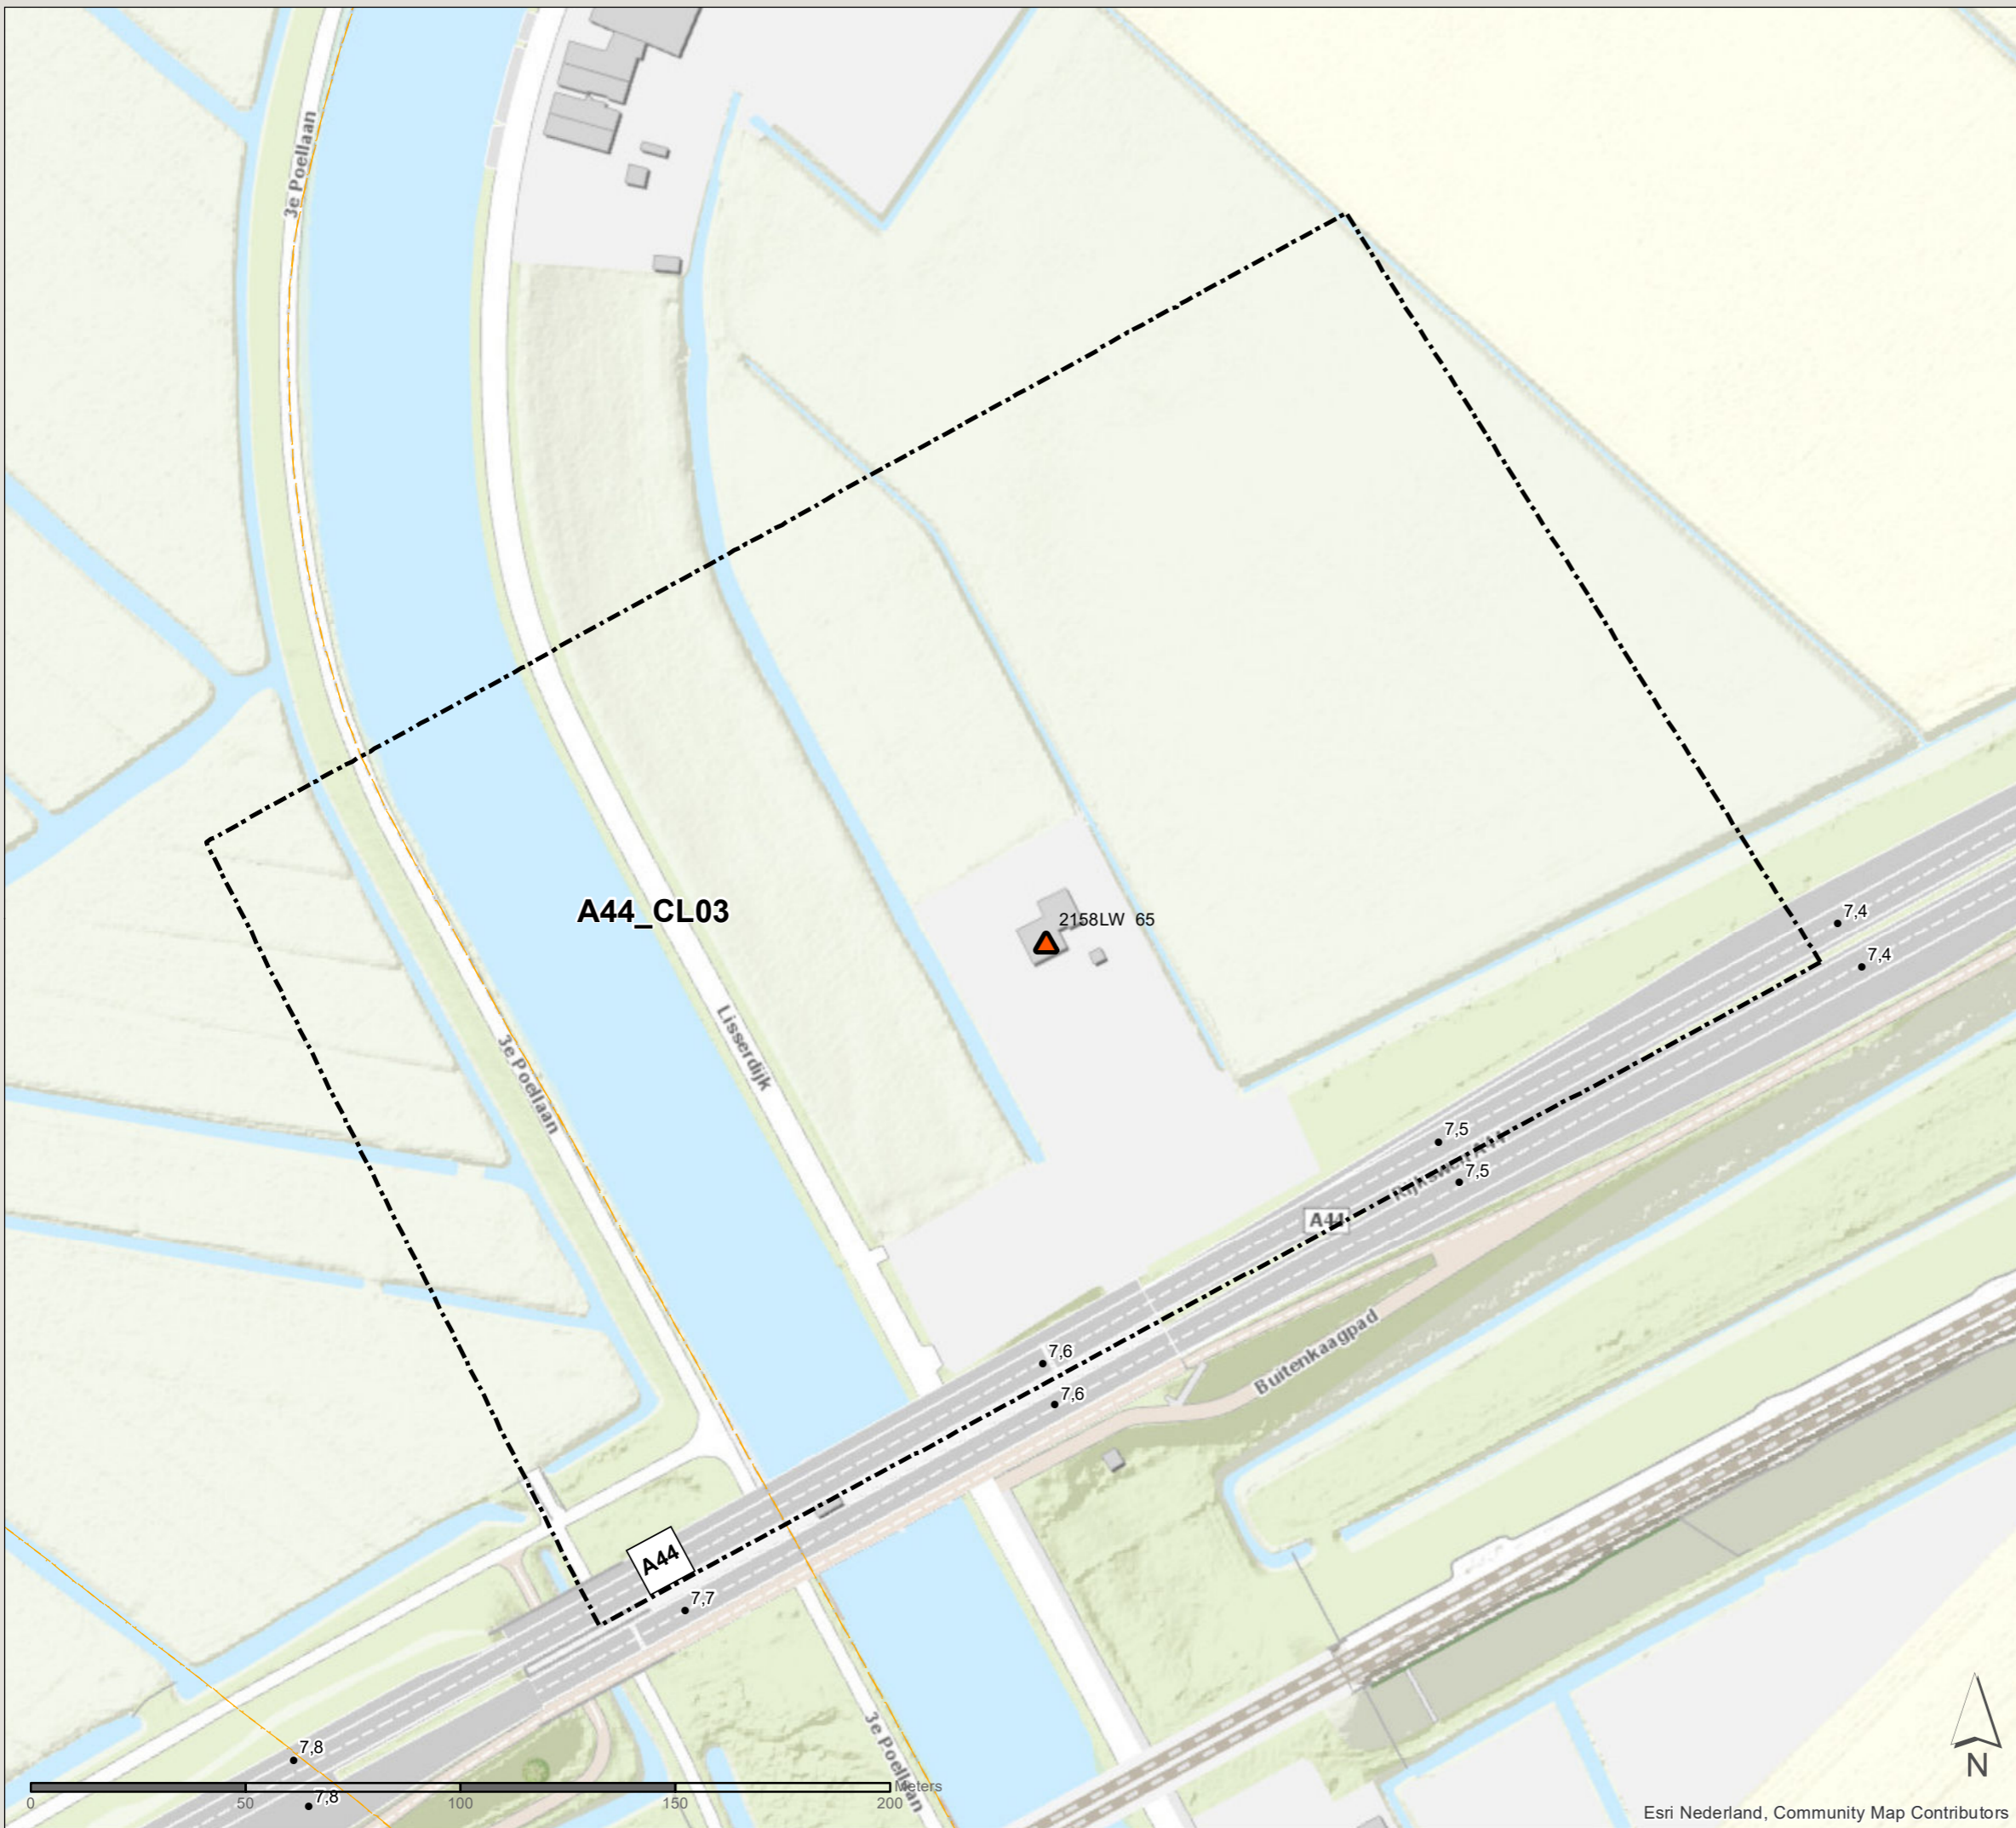 3e Poellaan
2158LW 65
A44_CL03
7,4
7,4
Lisserdijk
3e Poellaan
7,5
Rijksweg A44
7,5
A44
7,6
7,6
Buitenkaagpad
A44
7,7
3e Poellaan
7,8
7,8
Meters
0 50 100 150 200
N
Esri Nederland, Community Map Contributors